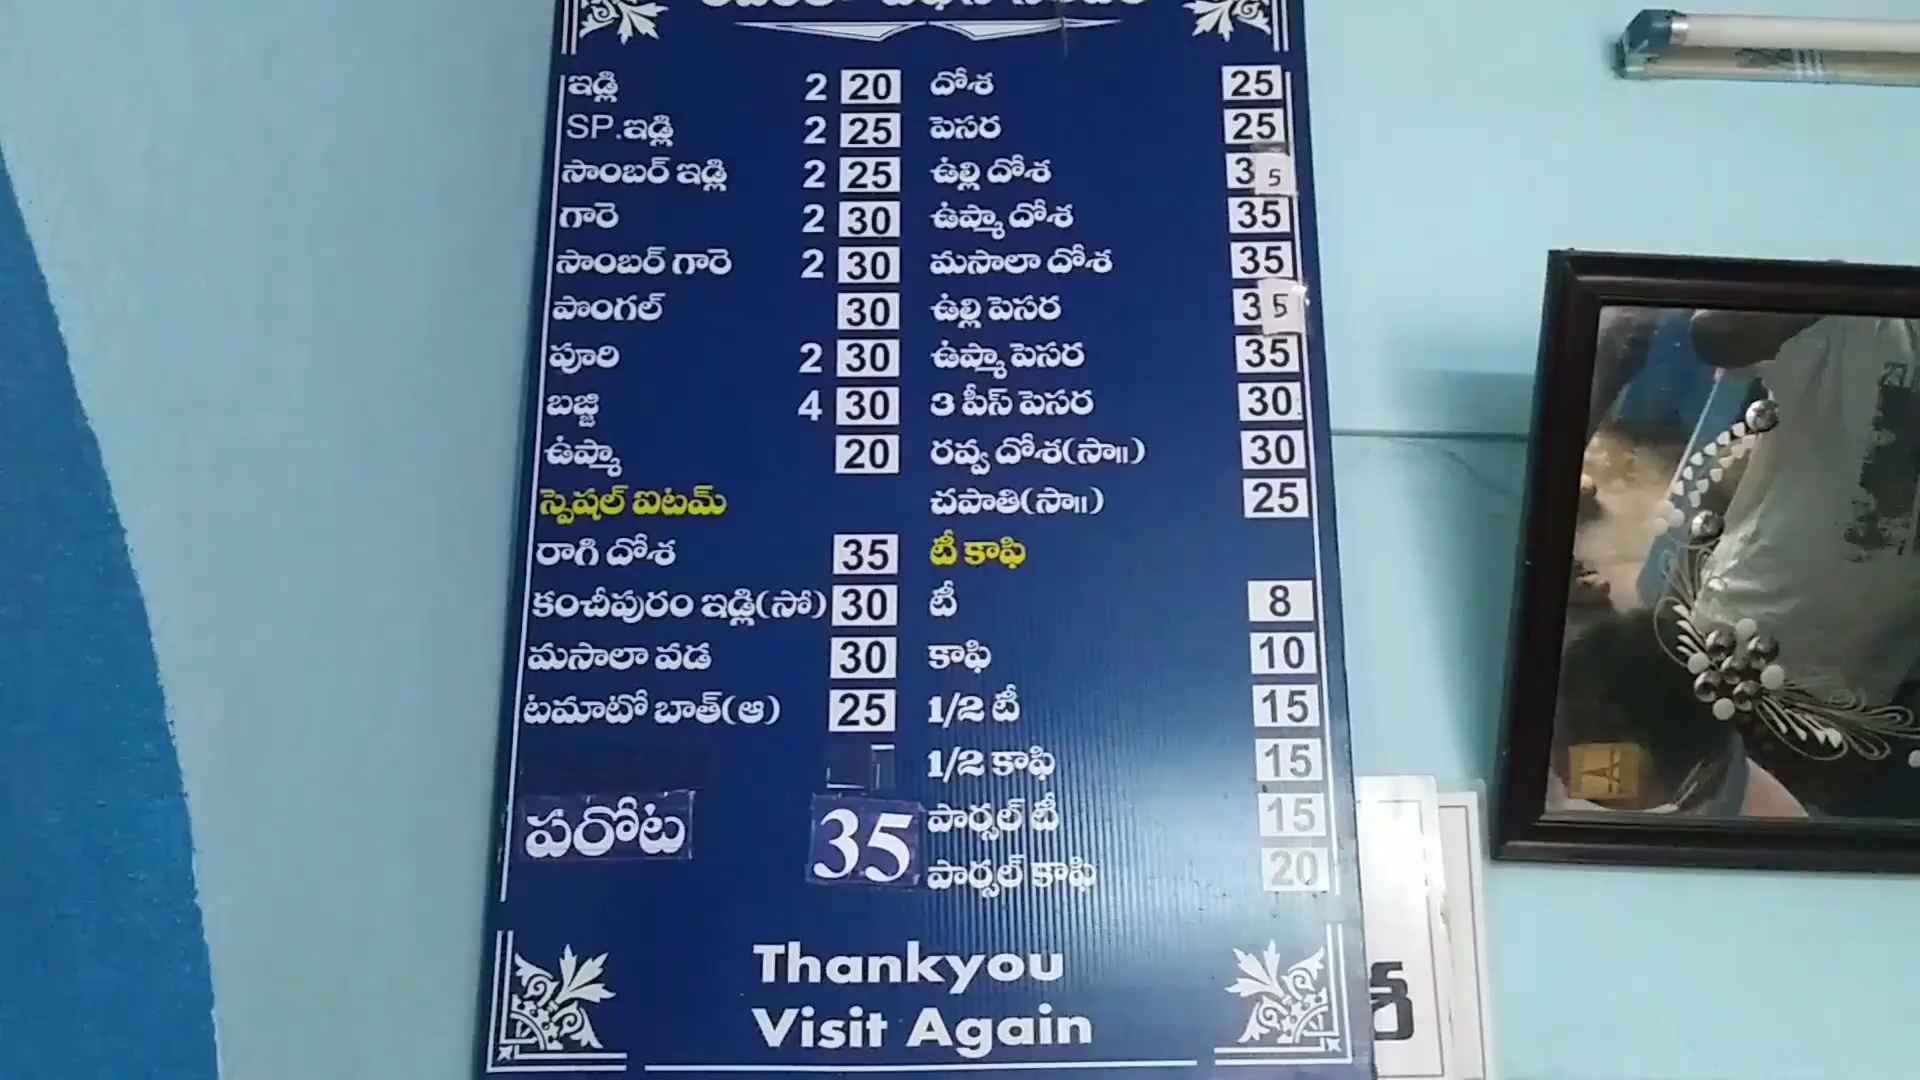 ఇడ్లి 2 20
SP.ఇడ్లి 2 25
సాంబర్ ఇడ్లి 2 25
గారె 2 30
సాంబర్ గారె 2 30
పొంగల్ 30
పూరి 2 30
బజ్జి 4 30
ఉప్మా 20
స్పెషల్ ఐటమ్
రాగి దోశ 35
కంచీపురం ఇడ్లి(సో) 30
మసాలా వడ 30
టమాటో బాత్(ఆ) 25
పరోట 35
దోశ 25
పెసర 25
ఉల్లి దోశ 35
ఉప్మా దోశ 35
మసాలా దోశ 35
ఉల్లి పెసర 35
ఉప్మా పెసర 35
3 పీస్ పెసర 30
రవ్వ దోశ(సా॥) 30
చపాతి(సా॥) 25
టీ కాఫి
టీ 8
కాఫి 10
1/2 టీ 15
1/2 కాఫి 15
పార్సల్ టీ 15
పార్సల్ కాఫి 20
Thankyou
Visit Again